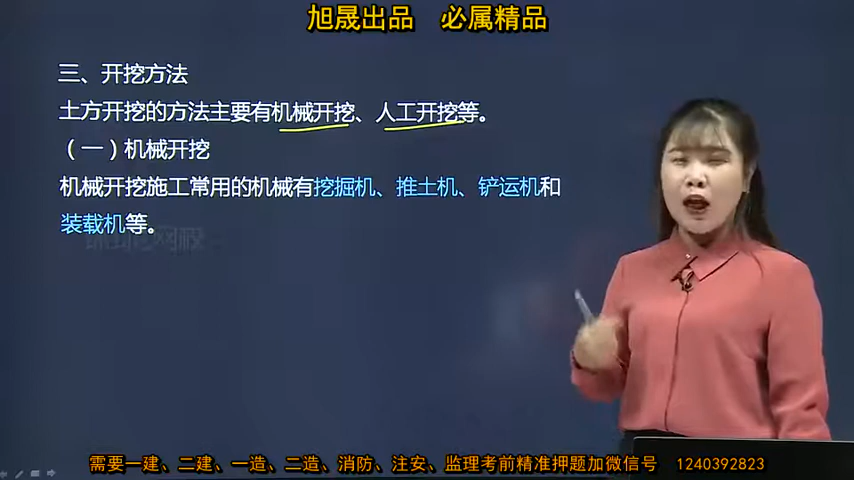 旭晟出品　必属精品
三、开挖方法
土方开挖的方法主要有机械开挖、人工开挖等。
（一）机械开挖
机械开挖施工常用的机械有挖掘机、推土机、铲运机和
装载机等。
需要一建、二建、一造、二造、消防、注安、监理考前精准押题加微信号　1240392823